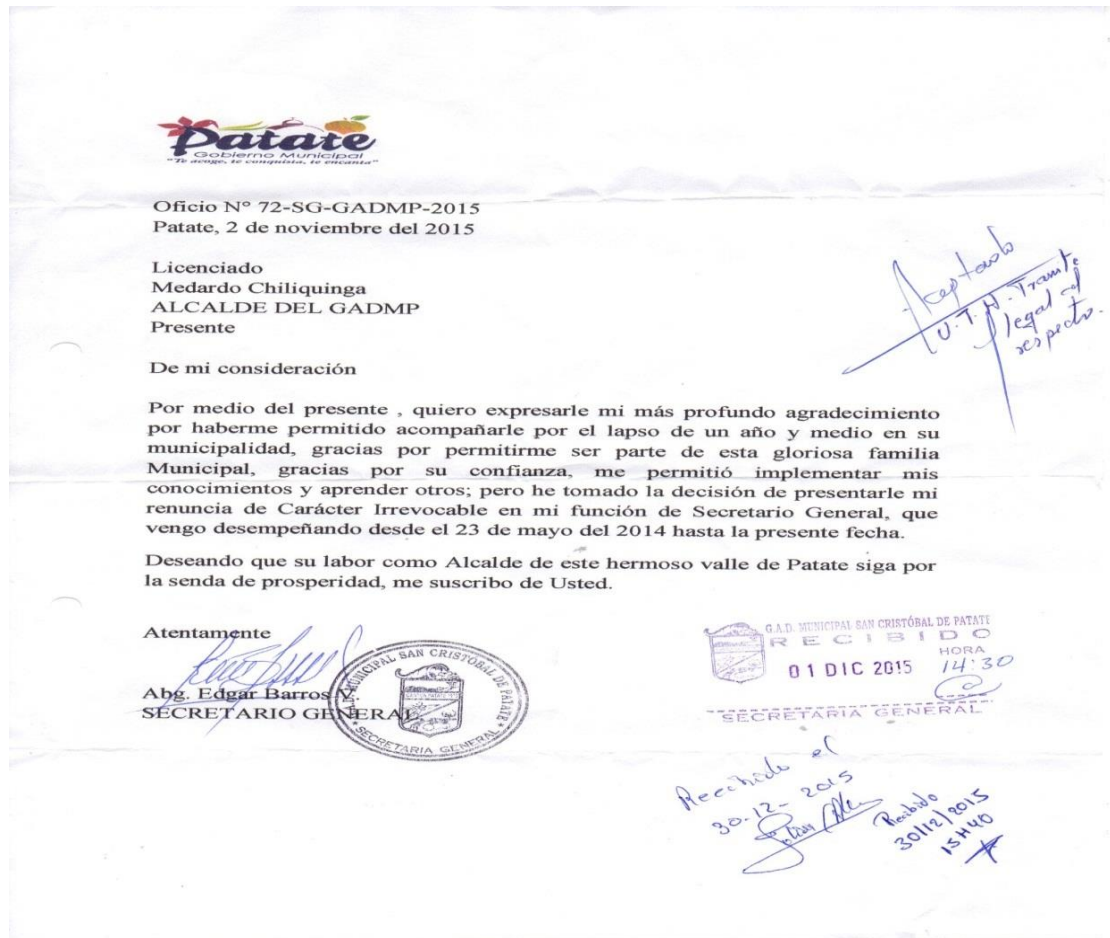 Patate
Gobierno Municipal
"Te acoge, te conquista, te encanta"
Oficio N° 72-SG-GADMP-2015
Patate, 2 de noviembre del 2015
Licenciado
Medardo Chiliquinga
ALCALDE DEL GADMP
Presente
Aceptado
U.T.H. Tramite
legal al
respecto.
De mi consideración
Por medio del presente , quiero expresarle mi más profundo agradecimiento
por haberme permitido acompañarle por el lapso de un año y medio en su
municipalidad, gracias por permitirme ser parte de esta gloriosa familia
Municipal, gracias por su confianza, me permitió implementar mis
conocimientos y aprender otros; pero he tomado la decisión de presentarle mi
renuncia de Carácter Irrevocable en mi función de Secretario General, que
vengo desempeñando desde el 23 de mayo del 2014 hasta la presente fecha.
Deseando que su labor como Alcalde de este hermoso valle de Patate siga por
la senda de prosperidad, me suscribo de Usted.
Atentamente
Abg. Edgar Barros V.
SECRETARIO GENERAL
G.A.D. MUNICIPAL SAN CRISTOBAL DE PATATE
SECRETARIA GENERAL
G.A.D. MUNICIPAL SAN CRISTÓBAL DE PATATE
RECIBIDO
HORA
01 DIC 2015 14:30
SECRETARIA GENERAL
Recibido el
30-12-2015
Recibido
30/12/2015
15H40